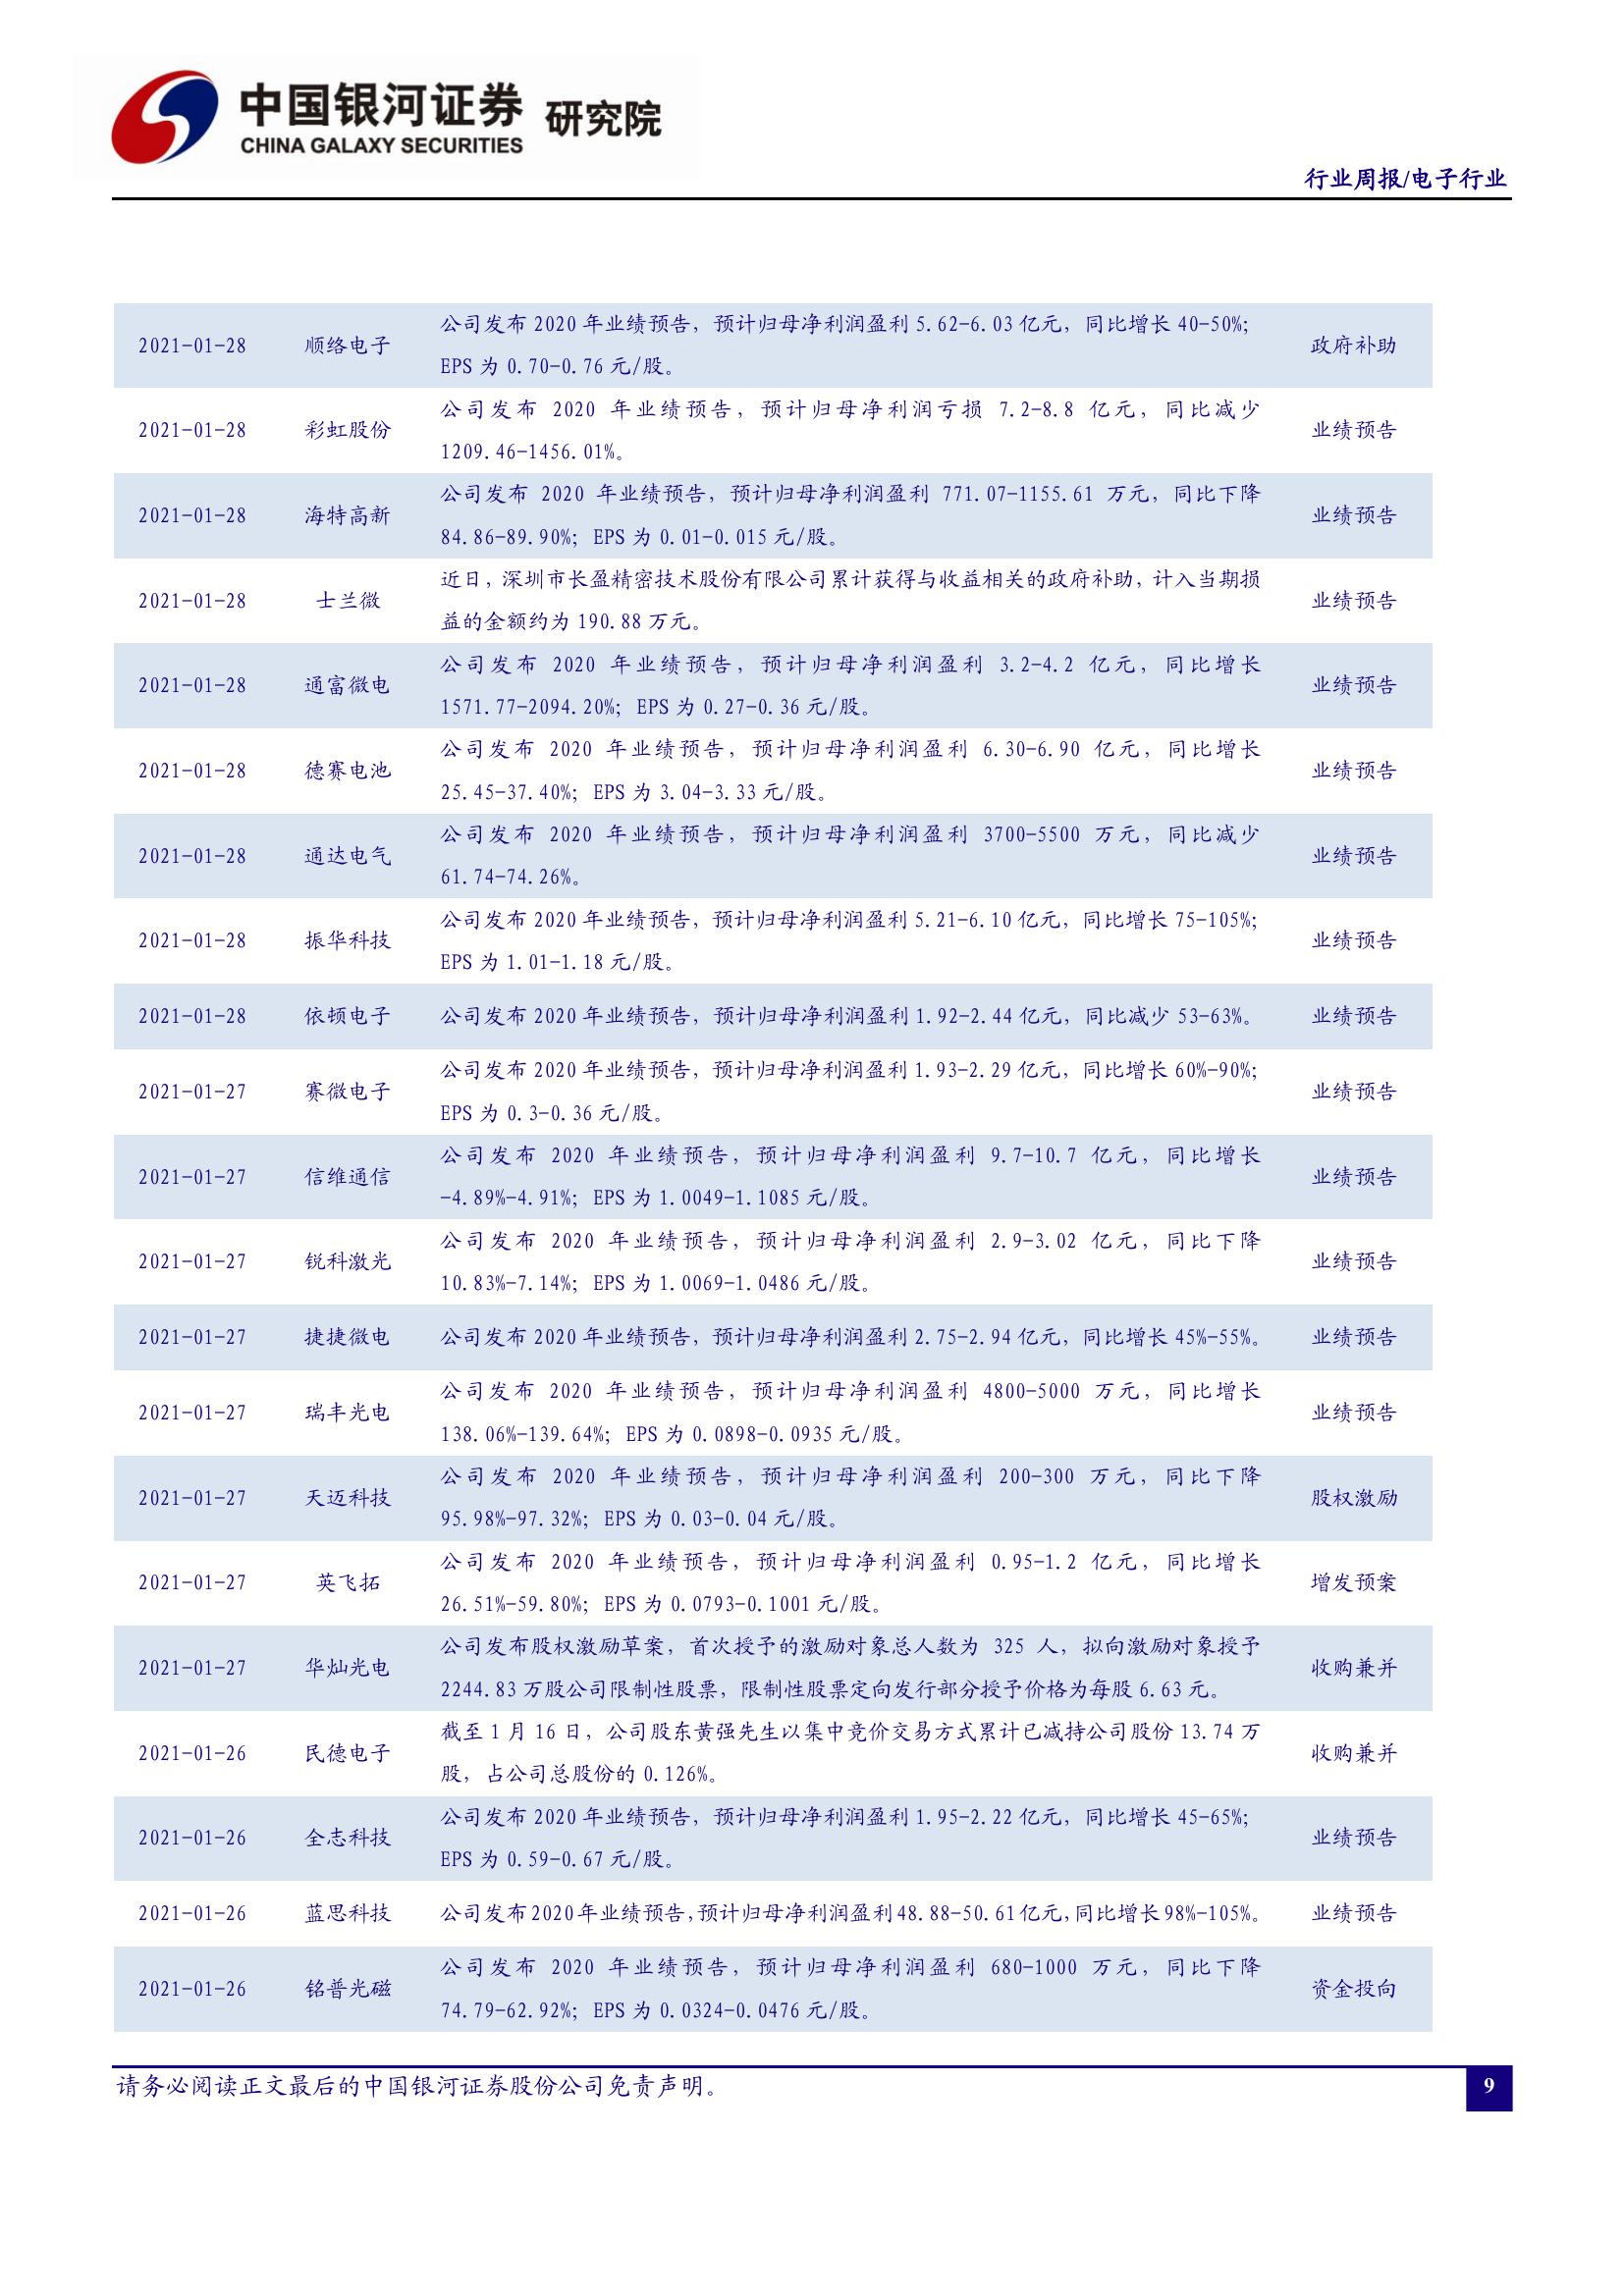 中国银河证券 研究院
CHINA GALAXY SECURITIES
行业周报/电子行业
2021-01-28 顺络电子 公司发布 2020 年业绩预告，预计归母净利润盈利 5.62-6.03 亿元，同比增长 40-50%；
EPS 为 0.70-0.76 元/股。 政府补助
2021-01-28 彩虹股份 公司发布 2020 年业绩预告，预计归母净利润亏损 7.2-8.8 亿元，同比减少
1209.46-1456.01%。 业绩预告
2021-01-28 海特高新 公司发布 2020 年业绩预告，预计归母净利润盈利 771.07-1155.61 万元，同比下降
84.86-89.90%；EPS 为 0.01-0.015 元/股。 业绩预告
2021-01-28 士兰微 近日，深圳市长盈精密技术股份有限公司累计获得与收益相关的政府补助，计入当期损
益的金额约为 190.88 万元。 业绩预告
2021-01-28 通富微电 公司发布 2020 年业绩预告，预计归母净利润盈利 3.2-4.2 亿元，同比增长
1571.77-2094.20%；EPS 为 0.27-0.36 元/股。 业绩预告
2021-01-28 德赛电池 公司发布 2020 年业绩预告，预计归母净利润盈利 6.30-6.90 亿元，同比增长
25.45-37.40%；EPS 为 3.04-3.33 元/股。 业绩预告
2021-01-28 通达电气 公司发布 2020 年业绩预告，预计归母净利润盈利 3700-5500 万元，同比减少
61.74-74.26%。 业绩预告
2021-01-28 振华科技 公司发布 2020 年业绩预告，预计归母净利润盈利 5.21-6.10 亿元，同比增长 75-105%；
EPS 为 1.01-1.18 元/股。 业绩预告
2021-01-28 依顿电子 公司发布 2020 年业绩预告，预计归母净利润盈利 1.92-2.44 亿元，同比减少 53-63%。 业绩预告
2021-01-27 赛微电子 公司发布 2020 年业绩预告，预计归母净利润盈利 1.93-2.29 亿元，同比增长 60%-90%；
EPS 为 0.3-0.36 元/股。 业绩预告
2021-01-27 信维通信 公司发布 2020 年业绩预告，预计归母净利润盈利 9.7-10.7 亿元，同比增长
-4.89%-4.91%；EPS 为 1.0049-1.1085 元/股。 业绩预告
2021-01-27 锐科激光 公司发布 2020 年业绩预告，预计归母净利润盈利 2.9-3.02 亿元，同比下降
10.83%-7.14%；EPS 为 1.0069-1.0486 元/股。 业绩预告
2021-01-27 捷捷微电 公司发布 2020 年业绩预告，预计归母净利润盈利 2.75-2.94 亿元，同比增长 45%-55%。 业绩预告
2021-01-27 瑞丰光电 公司发布 2020 年业绩预告，预计归母净利润盈利 4800-5000 万元，同比增长
138.06%-139.64%；EPS 为 0.0898-0.0935 元/股。 业绩预告
2021-01-27 天迈科技 公司发布 2020 年业绩预告，预计归母净利润盈利 200-300 万元，同比下降
95.98%-97.32%；EPS 为 0.03-0.04 元/股。 股权激励
2021-01-27 英飞拓 公司发布 2020 年业绩预告，预计归母净利润盈利 0.95-1.2 亿元，同比增长
26.51%-59.80%；EPS 为 0.0793-0.1001 元/股。 增发预案
2021-01-27 华灿光电 公司发布股权激励草案，首次授予的激励对象总人数为 325 人，拟向激励对象授予
2244.83 万股公司限制性股票，限制性股票定向发行部分授予价格为每股 6.63 元。 收购兼并
2021-01-26 民德电子 截至 1 月 16 日，公司股东黄强先生以集中竞价交易方式累计已减持公司股份 13.74 万
股，占公司总股份的 0.126%。 收购兼并
2021-01-26 全志科技 公司发布 2020 年业绩预告，预计归母净利润盈利 1.95-2.22 亿元，同比增长 45-65%；
EPS 为 0.59-0.67 元/股。 业绩预告
2021-01-26 蓝思科技 公司发布 2020 年业绩预告，预计归母净利润盈利 48.88-50.61 亿元，同比增长 98%-105%。 业绩预告
2021-01-26 铭普光磁 公司发布 2020 年业绩预告，预计归母净利润盈利 680-1000 万元，同比下降
74.79-62.92%；EPS 为 0.0324-0.0476 元/股。 资金投向
请务必阅读正文最后的中国银河证券股份公司免责声明。 9